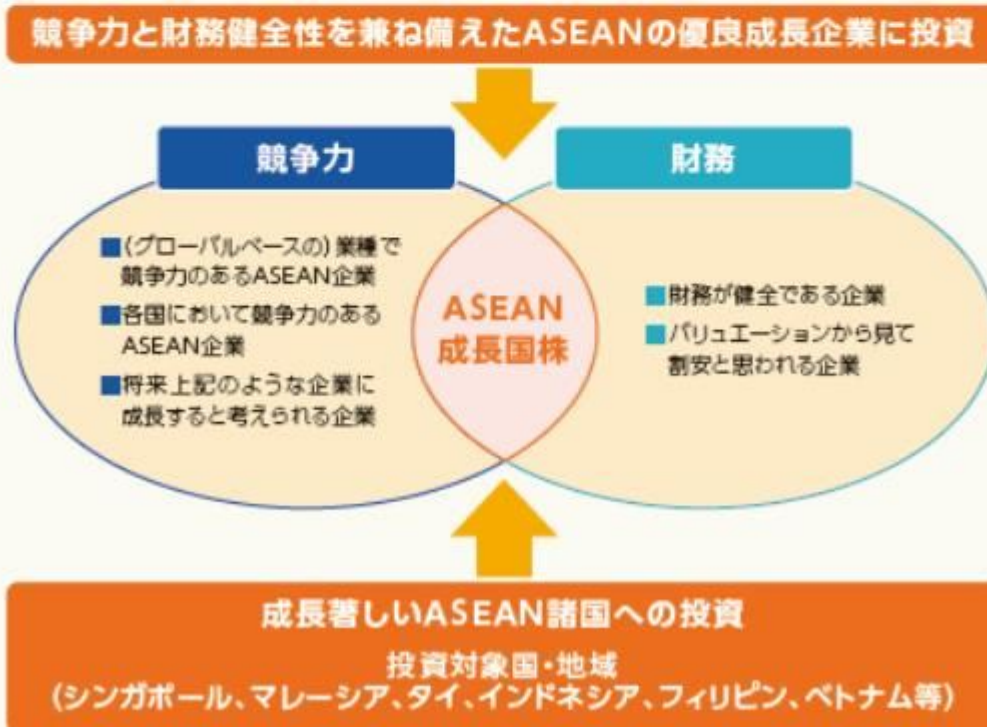 競争力と財務健全性を兼ね備えたASEANの優良成長企業に投資
競争力
財務
■(グローバルベースの)業種で
競争力のあるASEAN企業
■各国において競争力のある
ASEAN企業
■将来上記のような企業に
成長すると考えられる企業
ASEAN
成長国株
■財務が健全である企業
■バリュエーションから見て
割安と思われる企業
成長著しいASEAN諸国への投資
投資対象国・地域
(シンガポール、マレーシア、タイ、インドネシア、フィリピン、ベトナム等)